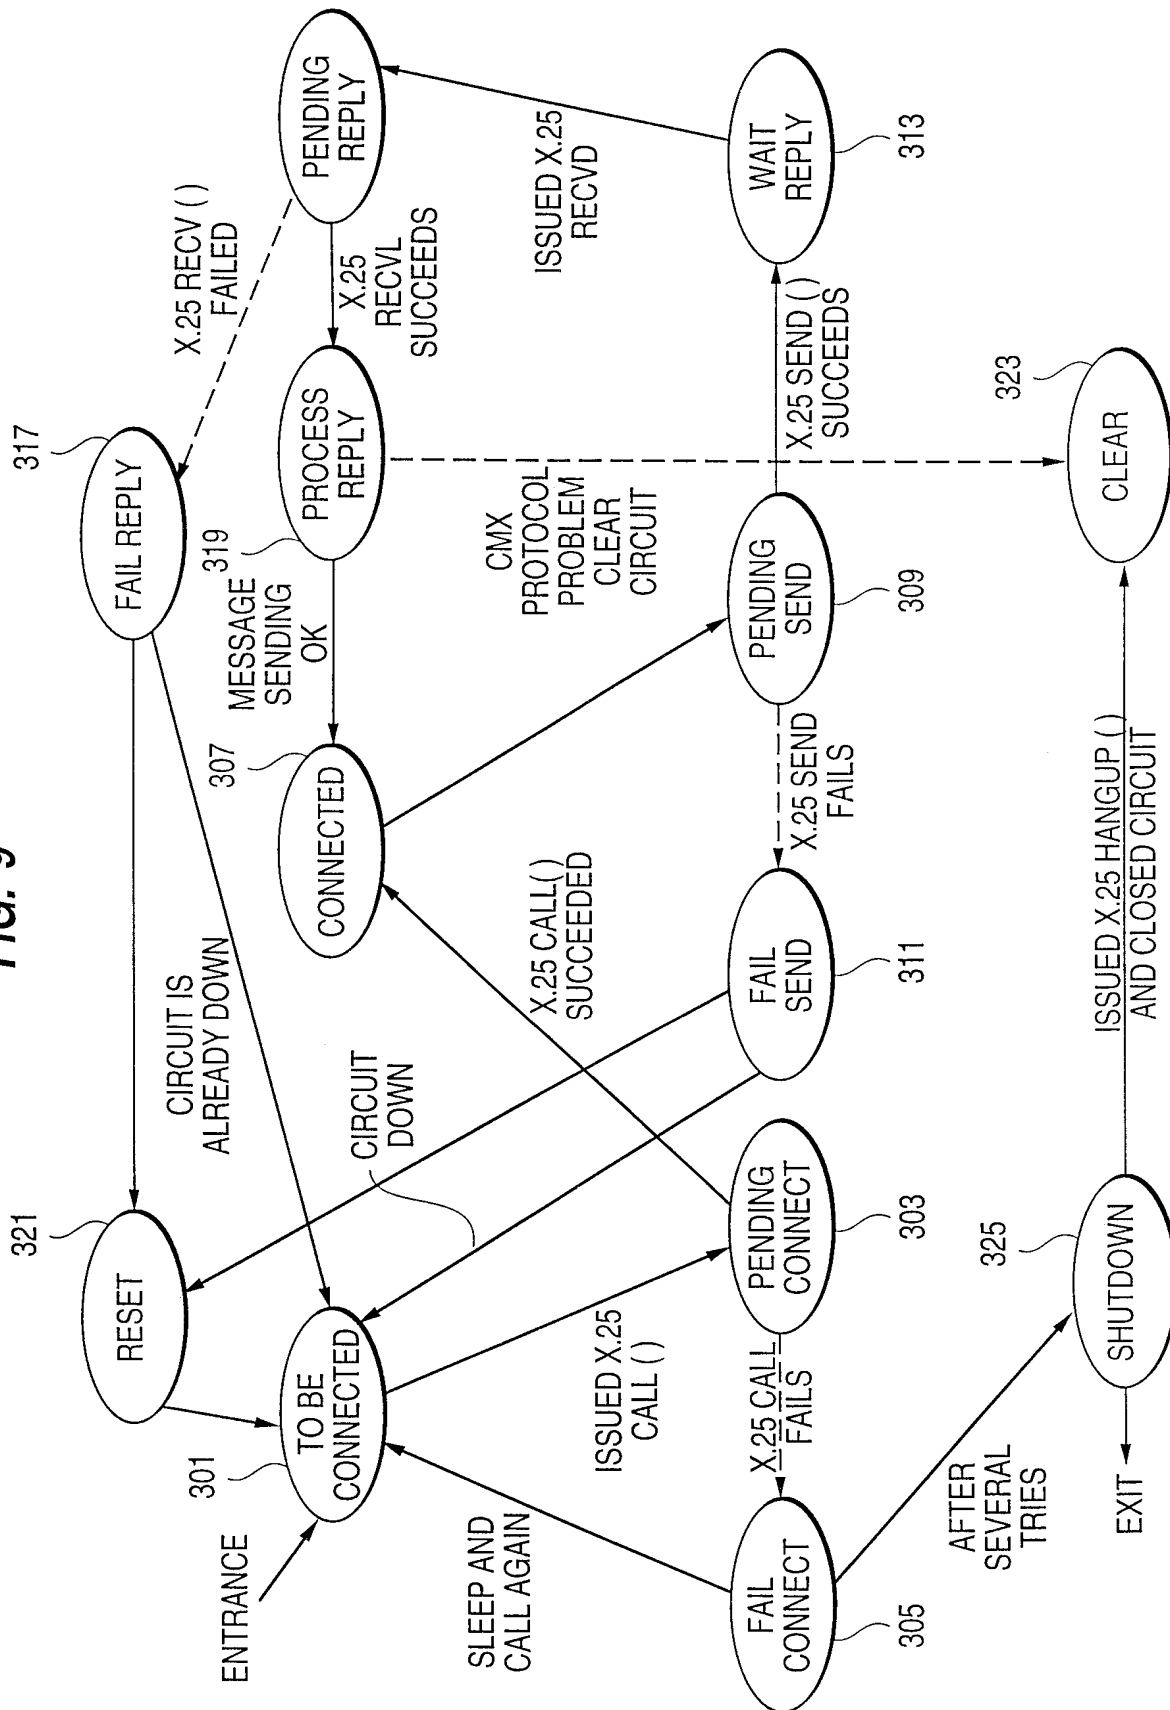 FIG. 9
321
317
RESET
FAIL REPLY
CIRCUIT IS
ALREADY DOWN
X.25 RECV ( )
FAILED
ENTRANCE
301
TO BE
CONNECTED
307
CONNECTED
MESSAGE
SENDING
OK
319
PROCESS
REPLY
X.25
RECVL
SUCCEEDS
PENDING
REPLY
CIRCUIT
DOWN
SLEEP AND
CALL AGAIN
ISSUED X.25
CALL ( )
X.25 CALL( )
SUCCEEDED
CMX
PROTOCOL
PROBLEM
CLEAR
CIRCUIT
ISSUED X.25
RECVD
FAIL
CONNECT
305
X.25 CALL
FAILS
PENDING
CONNECT
303
FAIL
SEND
311
X.25 SEND
FAILS
PENDING
SEND
309
X.25 SEND ( )
SUCCEEDS
WAIT
REPLY
313
AFTER
SEVERAL
TRIES
325
323
EXIT
SHUTDOWN
ISSUED X.25 HANGUP ( )
AND CLOSED CIRCUIT
CLEAR